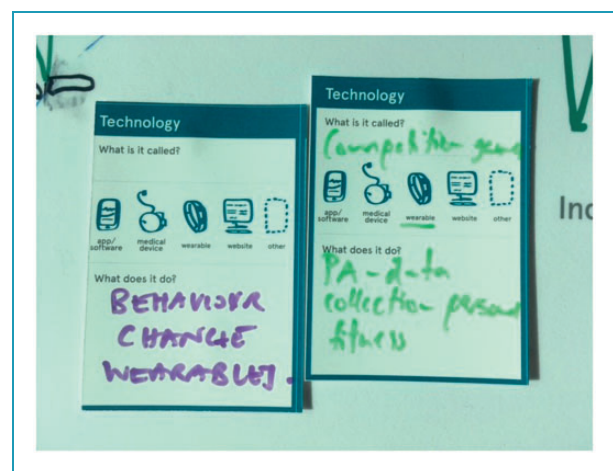 Technology
What is it called?
app/
software
medical
device
wearable
website
other
What does it do?
BEHAVIOUR
CHANGE
WEARABLES.
Technology
What is it called?
Competition game
app/
software
medical
device
wearable
website
other
What does it do?
PA-data
collection personal
fitness
Inc